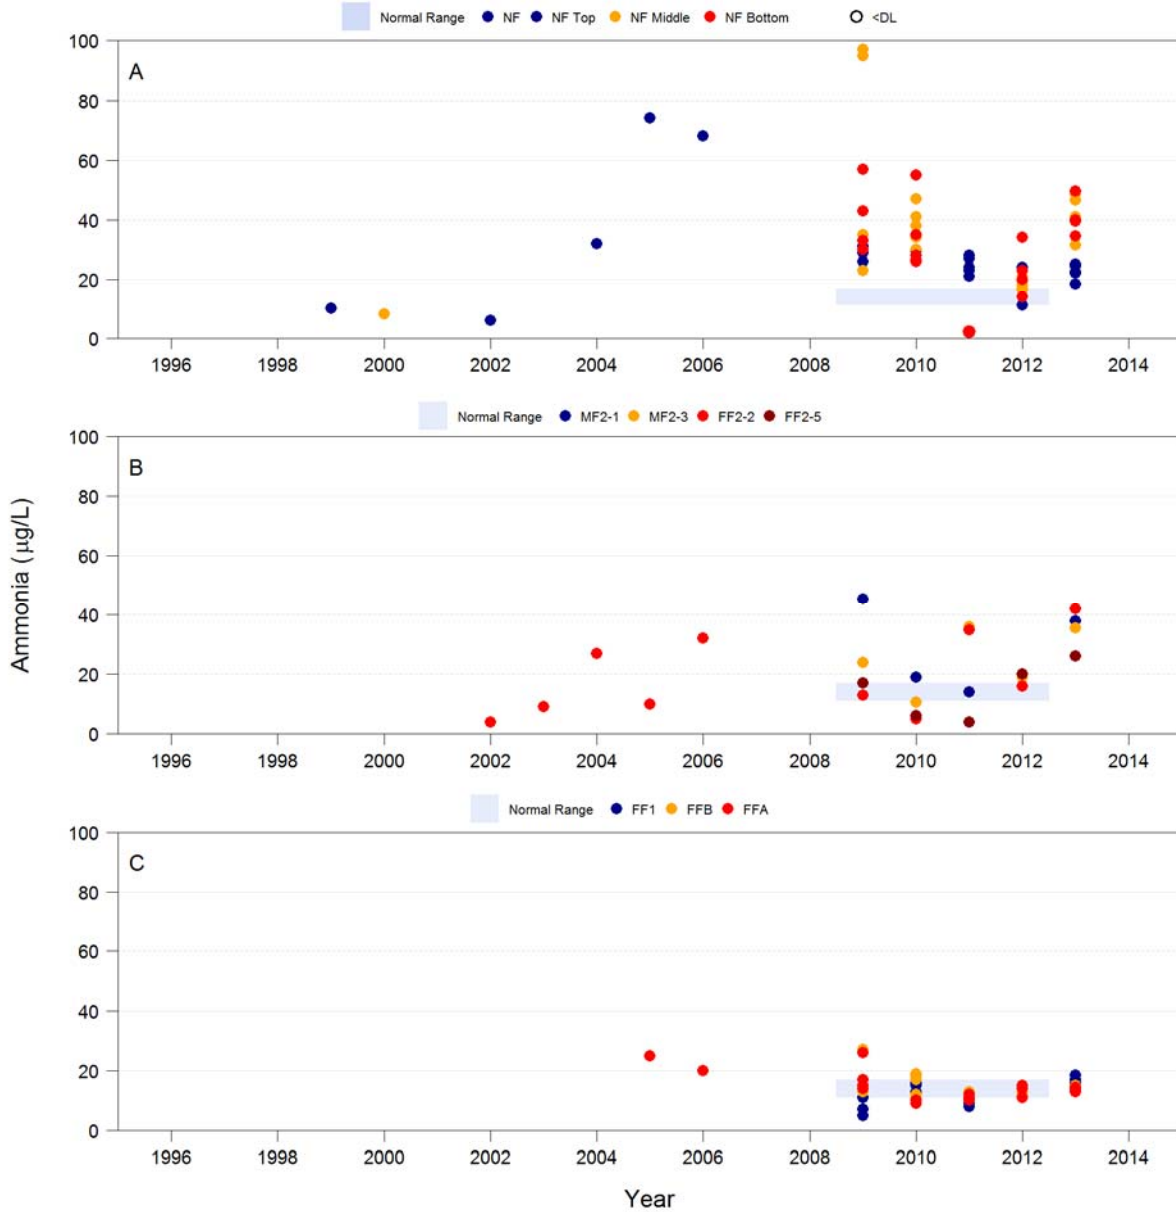 Normal Range NF NF Top NF Middle NF Bottom <DL
100
A
80
60
40
20
0
1996 1998 2000 2002 2004 2006 2008 2010 2012 2014
Normal Range MF2-1 MF2-3 FF2-2 FF2-5
100
B
80
60
40
20
0
1996 1998 2000 2002 2004 2006 2008 2010 2012 2014
Ammonia (µg/L)
Normal Range FF1 FFB FFA
100
C
80
60
40
20
0
1996 1998 2000 2002 2004 2006 2008 2010 2012 2014
Year